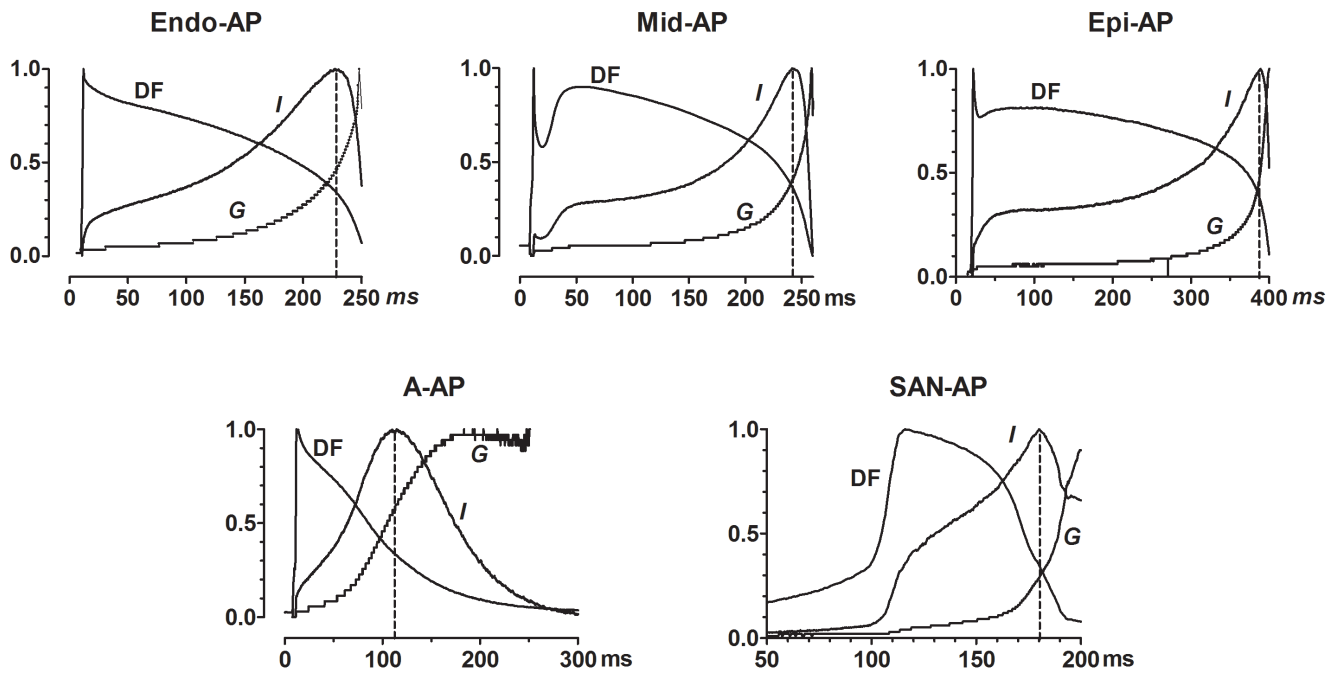 Endo-AP Mid-AP Epi-AP
1.0 DF I 1.0 DF I 1.0 DF I
0.5 G 0.5 G 0.5 G
0.0 0.0 0.0
0 50 100 150 200 250 ms 0 50 100 150 200 250 ms 0 100 200 300 400 ms
A-AP SAN-AP
1.0 DF G 1.0 I
DF
0.5 I 0.5 G
0.0 0.0
0 100 200 300 ms 50 100 150 200 ms